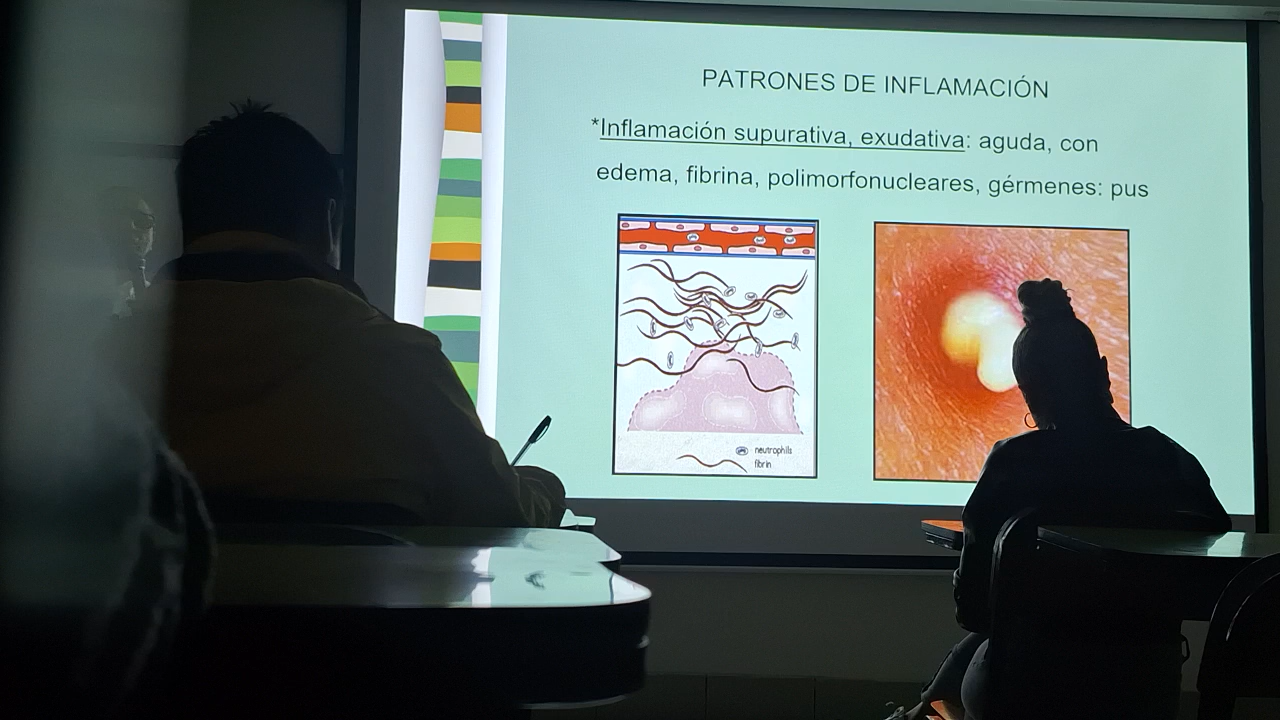 PATRONES DE INFLAMACIÓN
*Inflamación supurativa, exudativa: aguda, con
edema, fibrina, polimorfonucleares, gérmenes: pus
neutrophils
fibrin